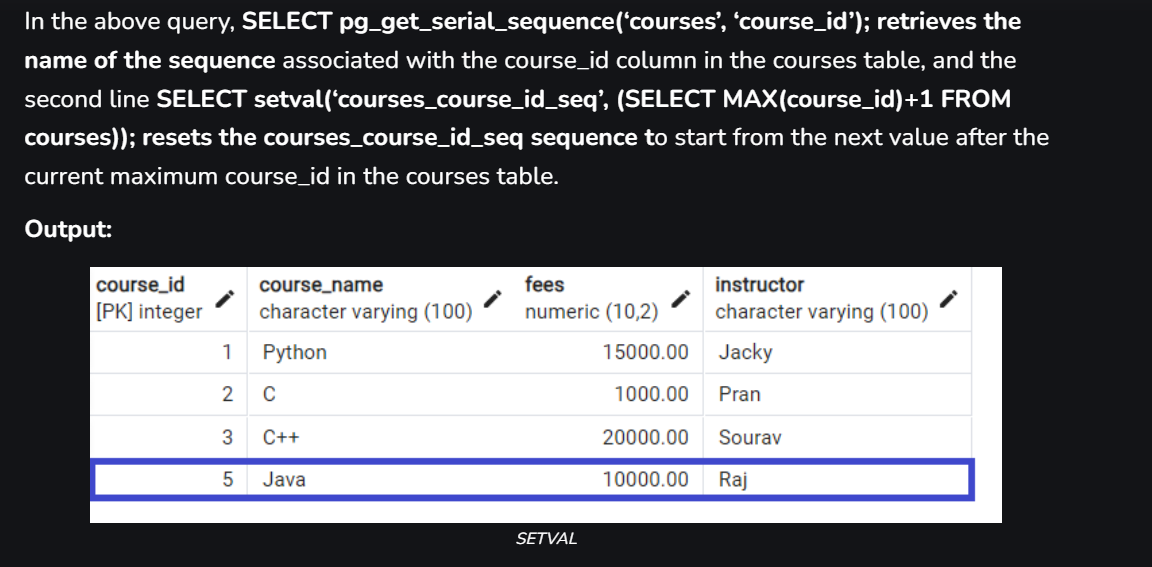 In the above query, SELECT pg_get_serial_sequence(‘courses’, ‘course_id’); retrieves the
name of the sequence associated with the course_id column in the courses table, and the
second line SELECT setval(‘courses_course_id_seq’, (SELECT MAX(course_id)+1 FROM
courses)); resets the courses_course_id_seq sequence to start from the next value after the
current maximum course_id in the courses table.
Output:
course_id course_name fees instructor
[PK] integer character varying (100) numeric (10,2) character varying (100)
1 Python 15000.00 Jacky
2 C 1000.00 Pran
3 C++ 20000.00 Sourav
5 Java 10000.00 Raj
SETVAL